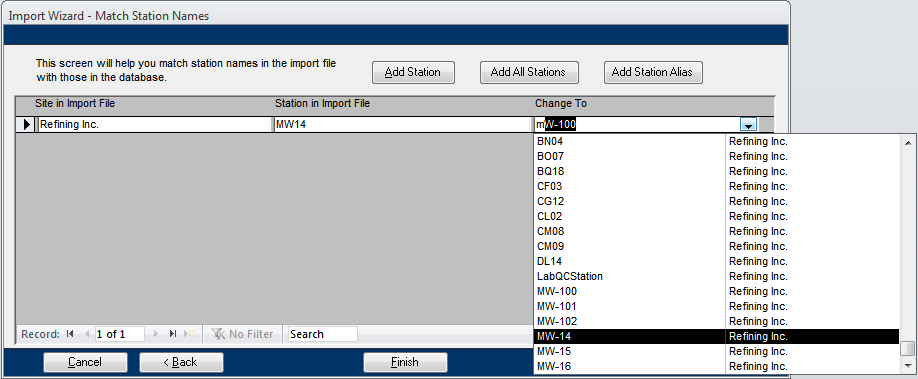 Import Wizard - Match Station Names
This screen will help you match station names in the import file
with those in the database.
Add Station
Add All Stations
Add Station Alias
Site in Import File Station in Import File Change To
Refining Inc. MW14 mW-100
BN04 Refining Inc.
BO07 Refining Inc.
BQ18 Refining Inc.
CF03 Refining Inc.
CG12 Refining Inc.
CL02 Refining Inc.
CM08 Refining Inc.
CM09 Refining Inc.
DL14 Refining Inc.
LabQCStation Refining Inc.
MW-100 Refining Inc.
MW-101 Refining Inc.
MW-102 Refining Inc.
MW-14 Refining Inc.
MW-15 Refining Inc.
MW-16 Refining Inc.
Record: 1 of 1 No Filter Search
Cancel < Back Finish